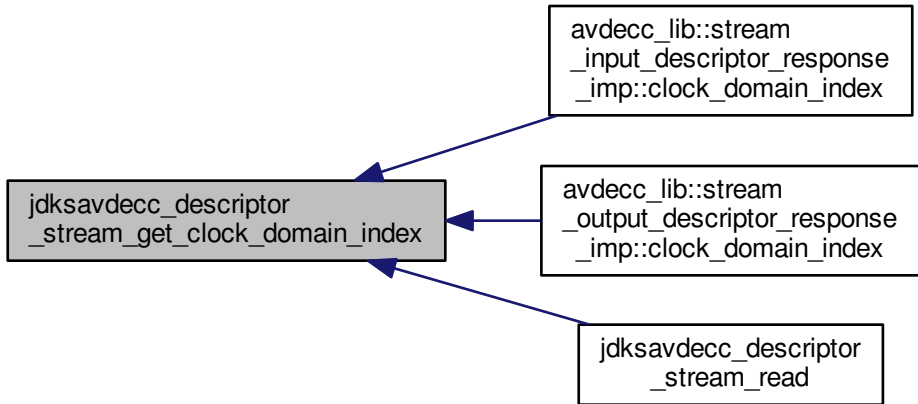 avdecc_lib::stream
_input_descriptor_response
_imp::clock_domain_index
jdksavdecc_descriptor
_stream_get_clock_domain_index
avdecc_lib::stream
_output_descriptor_response
_imp::clock_domain_index
jdksavdecc_descriptor
_stream_read